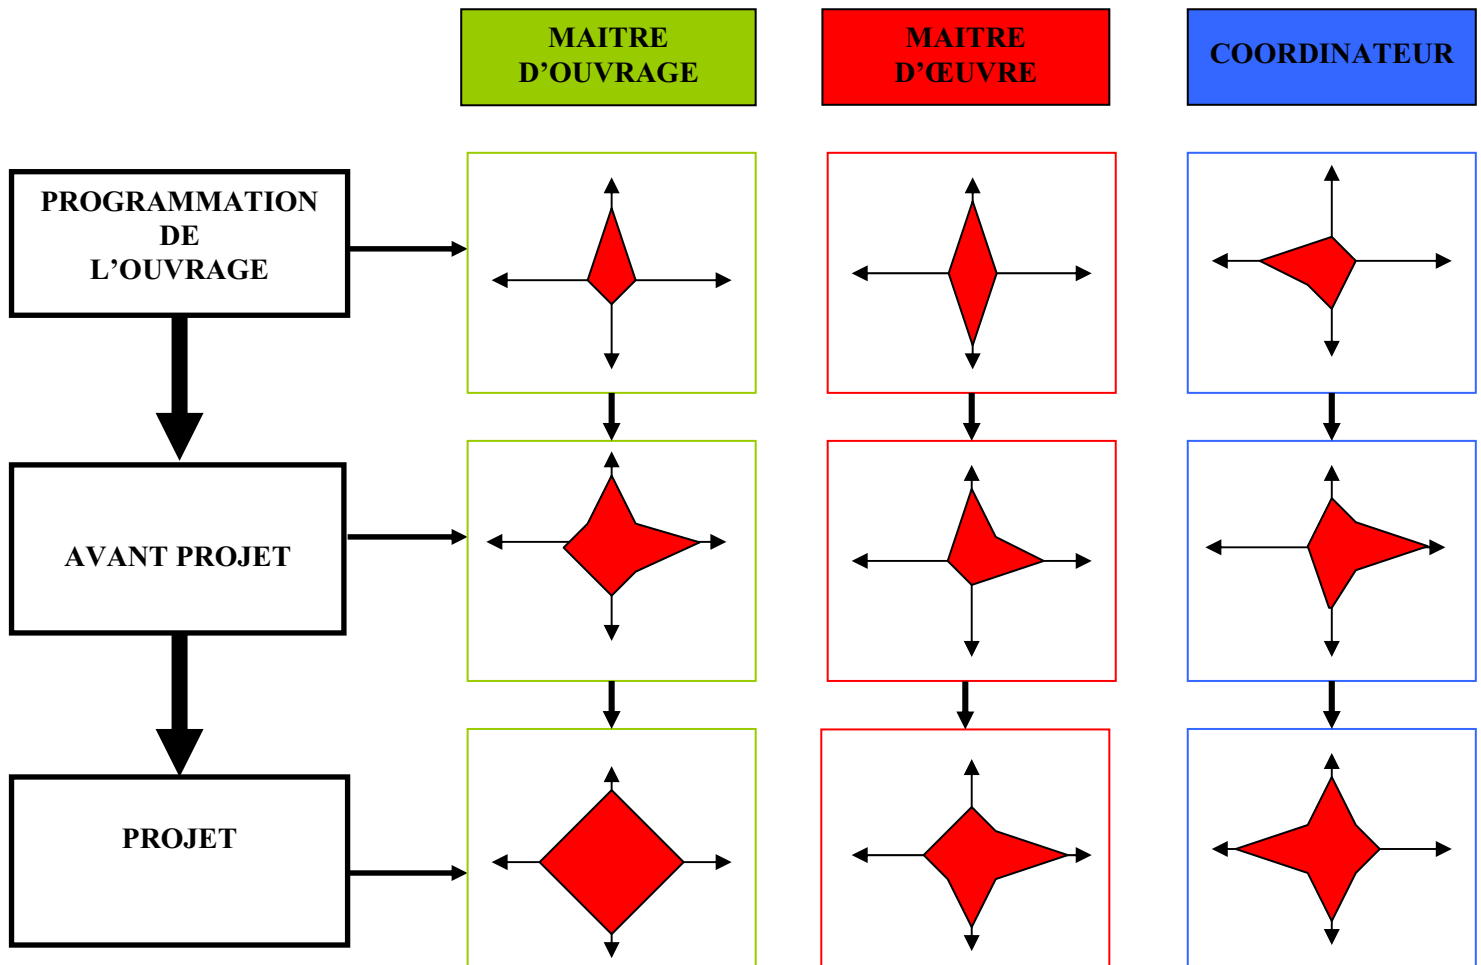 MAITRE
D’OUVRAGE
MAITRE
D’ŒUVRE
COORDINATEUR
PROGRAMMATION
DE
L’OUVRAGE
AVANT PROJET
PROJET